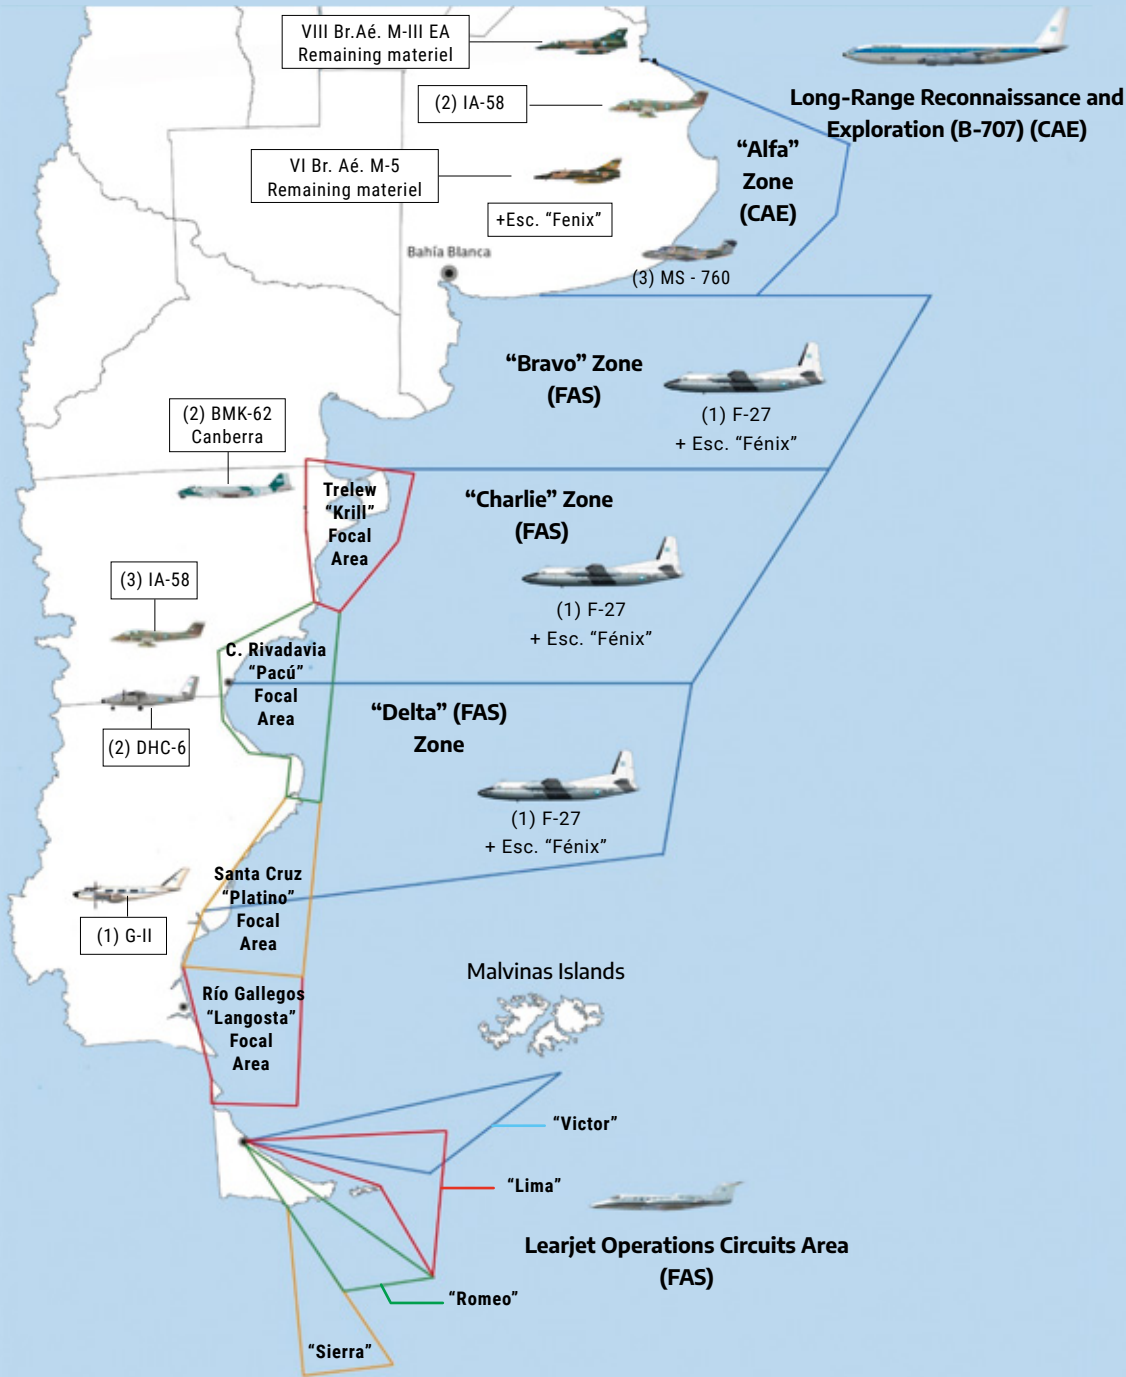 VIII Br.Aé. M-III EA
Remaining materiel
(2) IA-58
Long-Range Reconnaissance and
Exploration (B-707) (CAE)
“Alfa”
Zone
(CAE)
VI Br. Aé. M-5
Remaining materiel
+Esc. “Fenix”
Bahía Blanca
(3) MS - 760
“Bravo” Zone
(FAS)
(1) F-27
+ Esc. “Fénix”
(2) BMK-62
Canberra
Trelew
“Krill”
Focal
Area
“Charlie” Zone
(FAS)
(1) F-27
+ Esc. “Fénix”
(3) IA-58
C. Rivadavia
“Pacú”
Focal
Area
(2) DHC-6
“Delta” (FAS)
Zone
(1) F-27
+ Esc. “Fénix”
Santa Cruz
“Platino”
Focal
Area
(1) G-II
Río Gallegos
“Langosta”
Focal
Area
Malvinas Islands
“Victor”
“Lima”
Learjet Operations Circuits Area
(FAS)
“Romeo”
“Sierra”